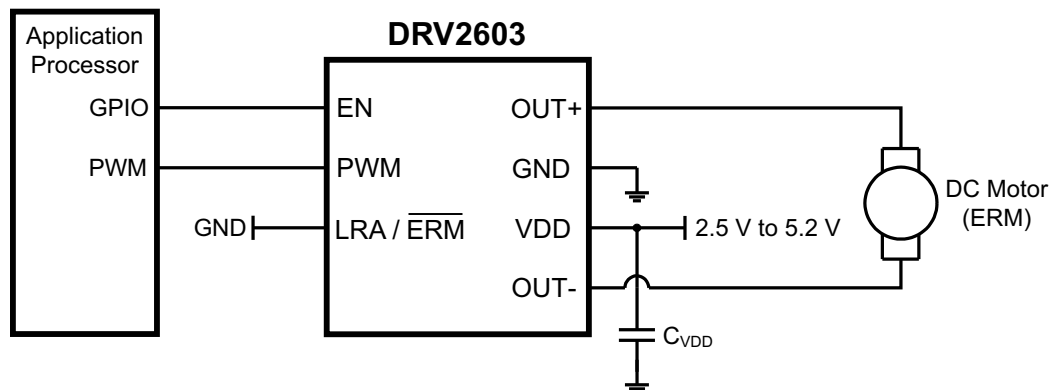 Application
Processor
GPIO
PWM
GND
DRV2603
EN
PWM
LRA / ERM
OUT+
GND
VDD
OUT-
2.5 V to 5.2 V
CVDD
DC Motor
(ERM)